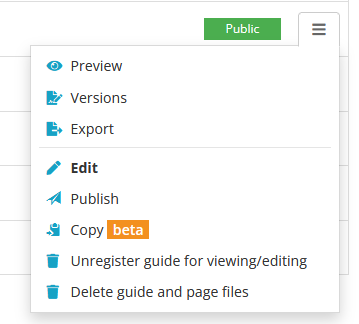 Public
Preview
Versions
Export
Edit
Publish
Copy beta
Unregister guide for viewing/editing
Delete guide and page files